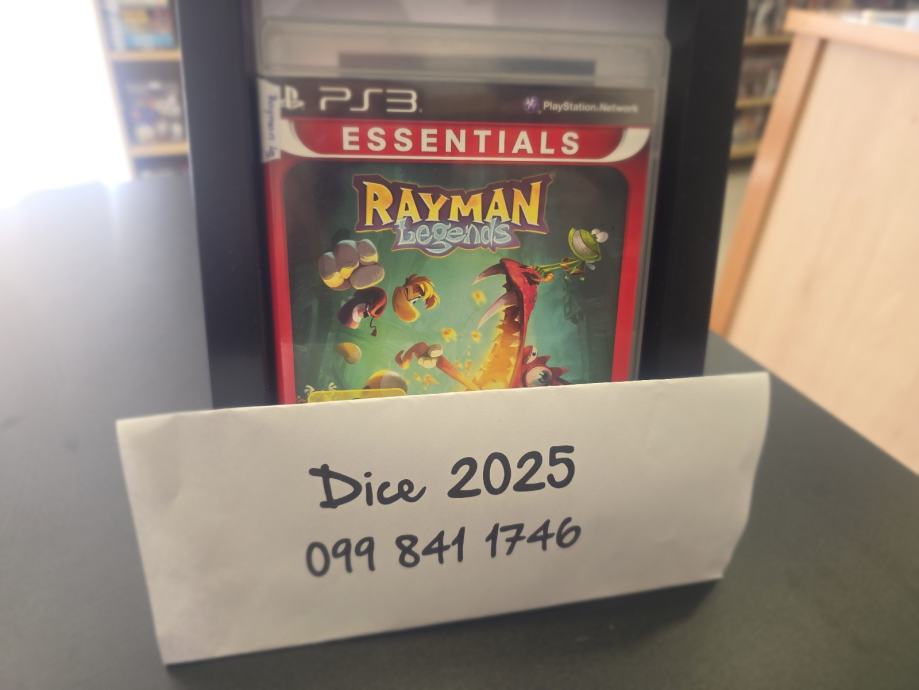 PS3
PlayStation Network
ESSENTIALS
RAYMAN
Legends
Dice 2025
099 841 1746